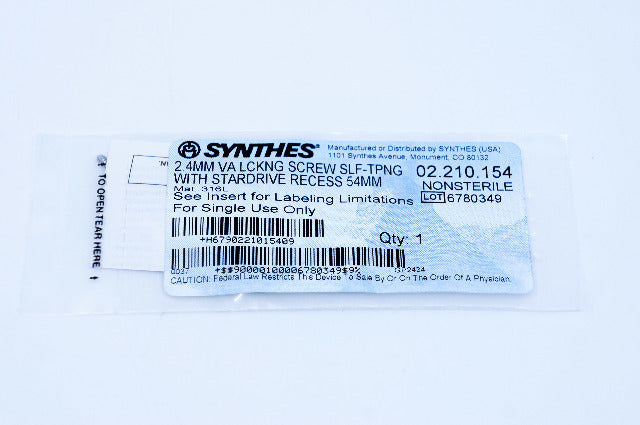 SYNTHES®
Manufactured or Distributed by SYNTHES (USA)
1101 Synthes Avenue, Monument, CO 80132
2.4MM VA LCKNG SCREW SLF-TPNG
WITH STARDRIVE RECESS 54MM
Mat. 316L
02.210.154
NONSTERILE
LOT 6780349
See Insert for Labeling Limitations
For Single Use Only
+H6790221015409
Qty: 1
0037
+$$90000100006780349$9%
CAUTION: Federal Law Restricts This Device To Sale By Or On The Order Of A Physician.
TO OPEN TEAR HERE